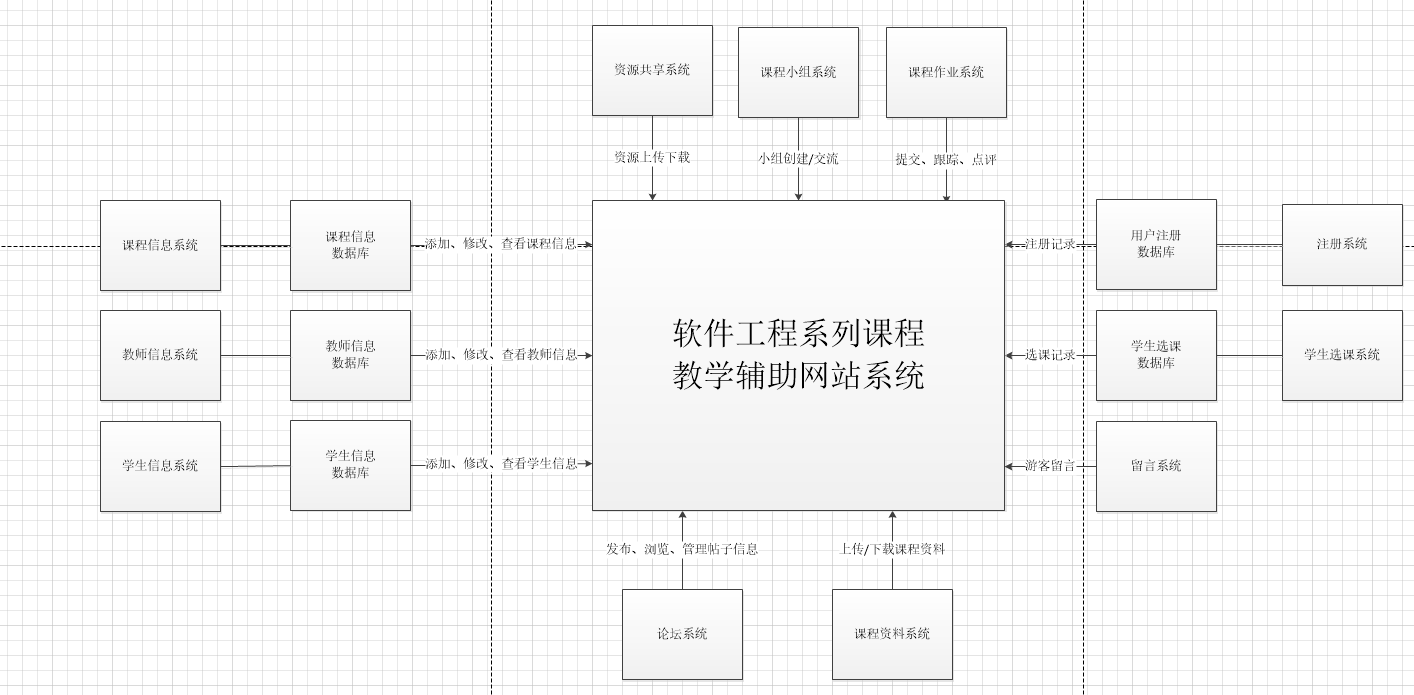 资源共享系统
课程小组系统
课程作业系统
资源上传下载
小组创建/交流
提交、跟踪、点评
课程信息系统
课程信息
数据库
添加、修改、查看课程信息
注册记录
用户注册
数据库
注册系统
软件工程系列课程
教学辅助网站系统
教师信息系统
教师信息
数据库
添加、修改、查看教师信息
选课记录
学生选课
数据库
学生选课系统
学生信息系统
学生信息
数据库
添加、修改、查看学生信息
游客留言
留言系统
发布、浏览、管理帖子信息
上传/下载课程资料
论坛系统
课程资料系统